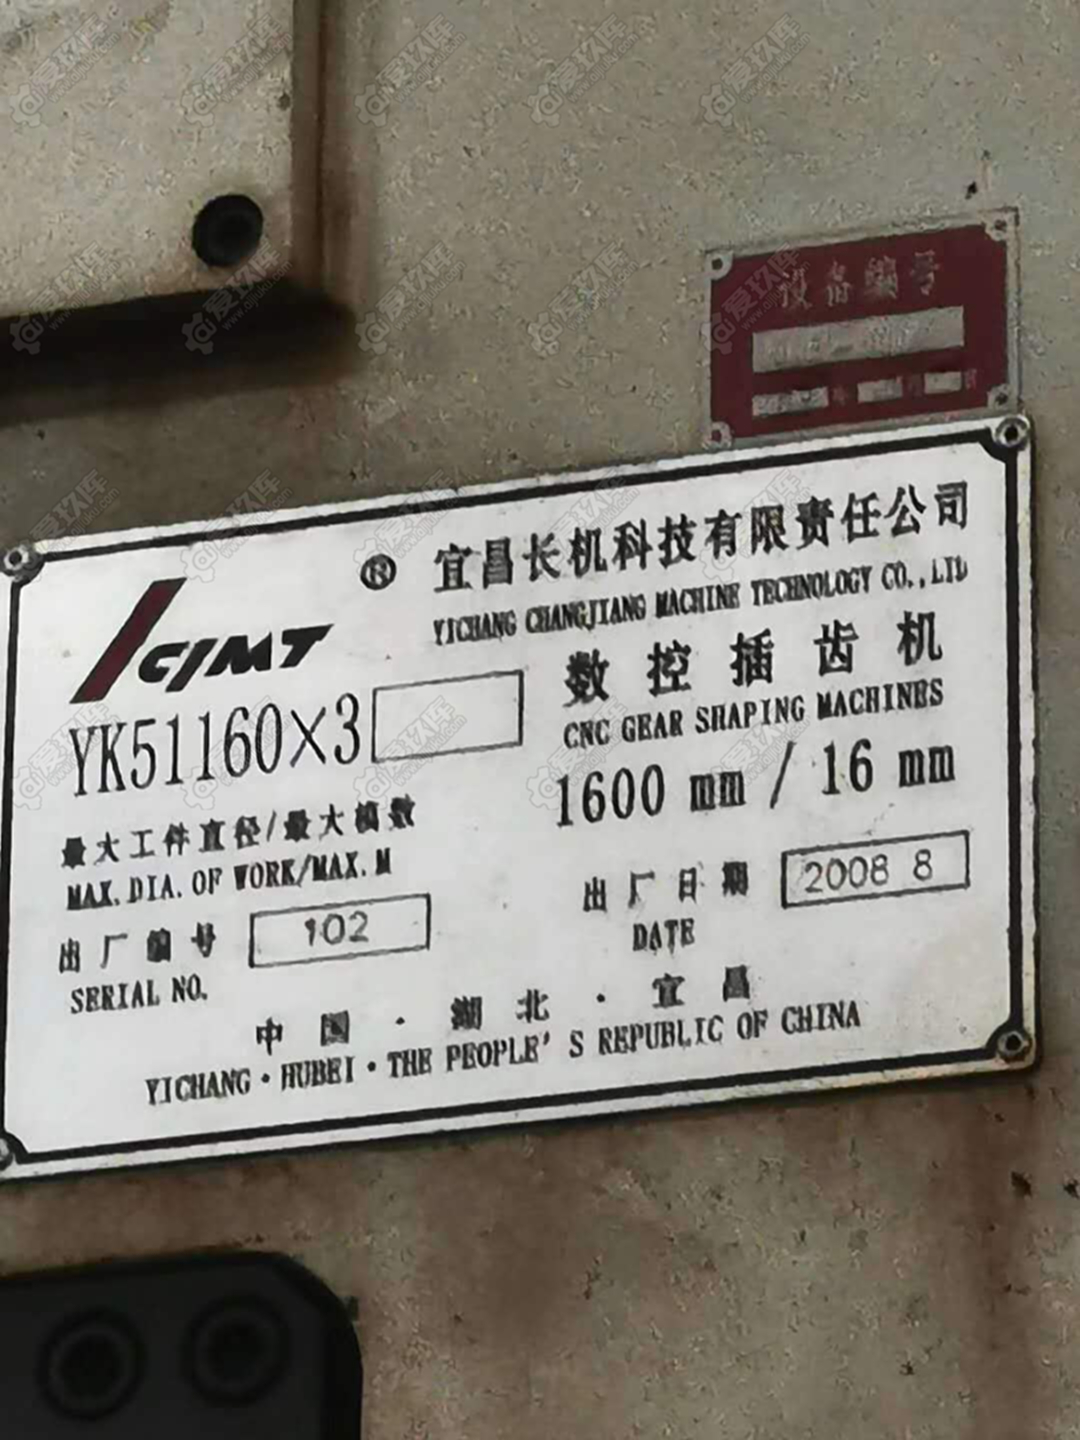 设备编号
宜昌长机科技有限责任公司
YICHANG CHANGJIANG MACHINE TECHNOLOGY CO.,LTD
®
CJMT
数控插齿机
YK51160×3
CNC GEAR SHAPING MACHINES
1600 mm / 16 mm
最大工件直径/最大模数
MAX.DIA.OF WORK/MAX.M
出厂日期 2008 8
DATE
出厂编号 102
SERIAL NO.
中国·湖北·宜昌
YICHANG·HUBEI·THE PEOPLE'S REPUBLIC OF CHINA
爱玖库